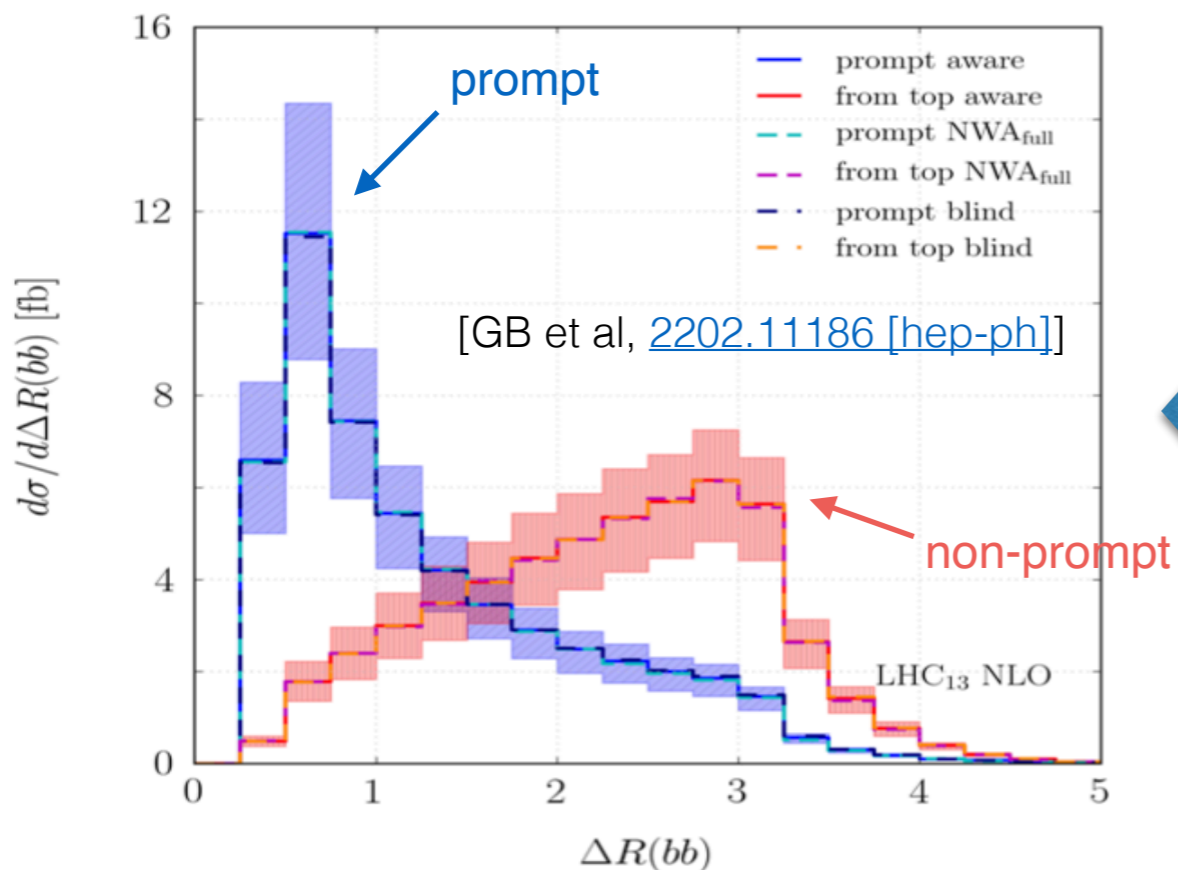 16
12
8
4
0
0 1 2 3 4 5
dσ/dΔR(bb) [fb]
ΔR(bb)
prompt
prompt aware
from top aware
prompt NWA_full
from top NWA_full
prompt blind
from top blind
[GB et al, 2202.11186 [hep-ph]]
non-prompt
LHC₁₃ NLO